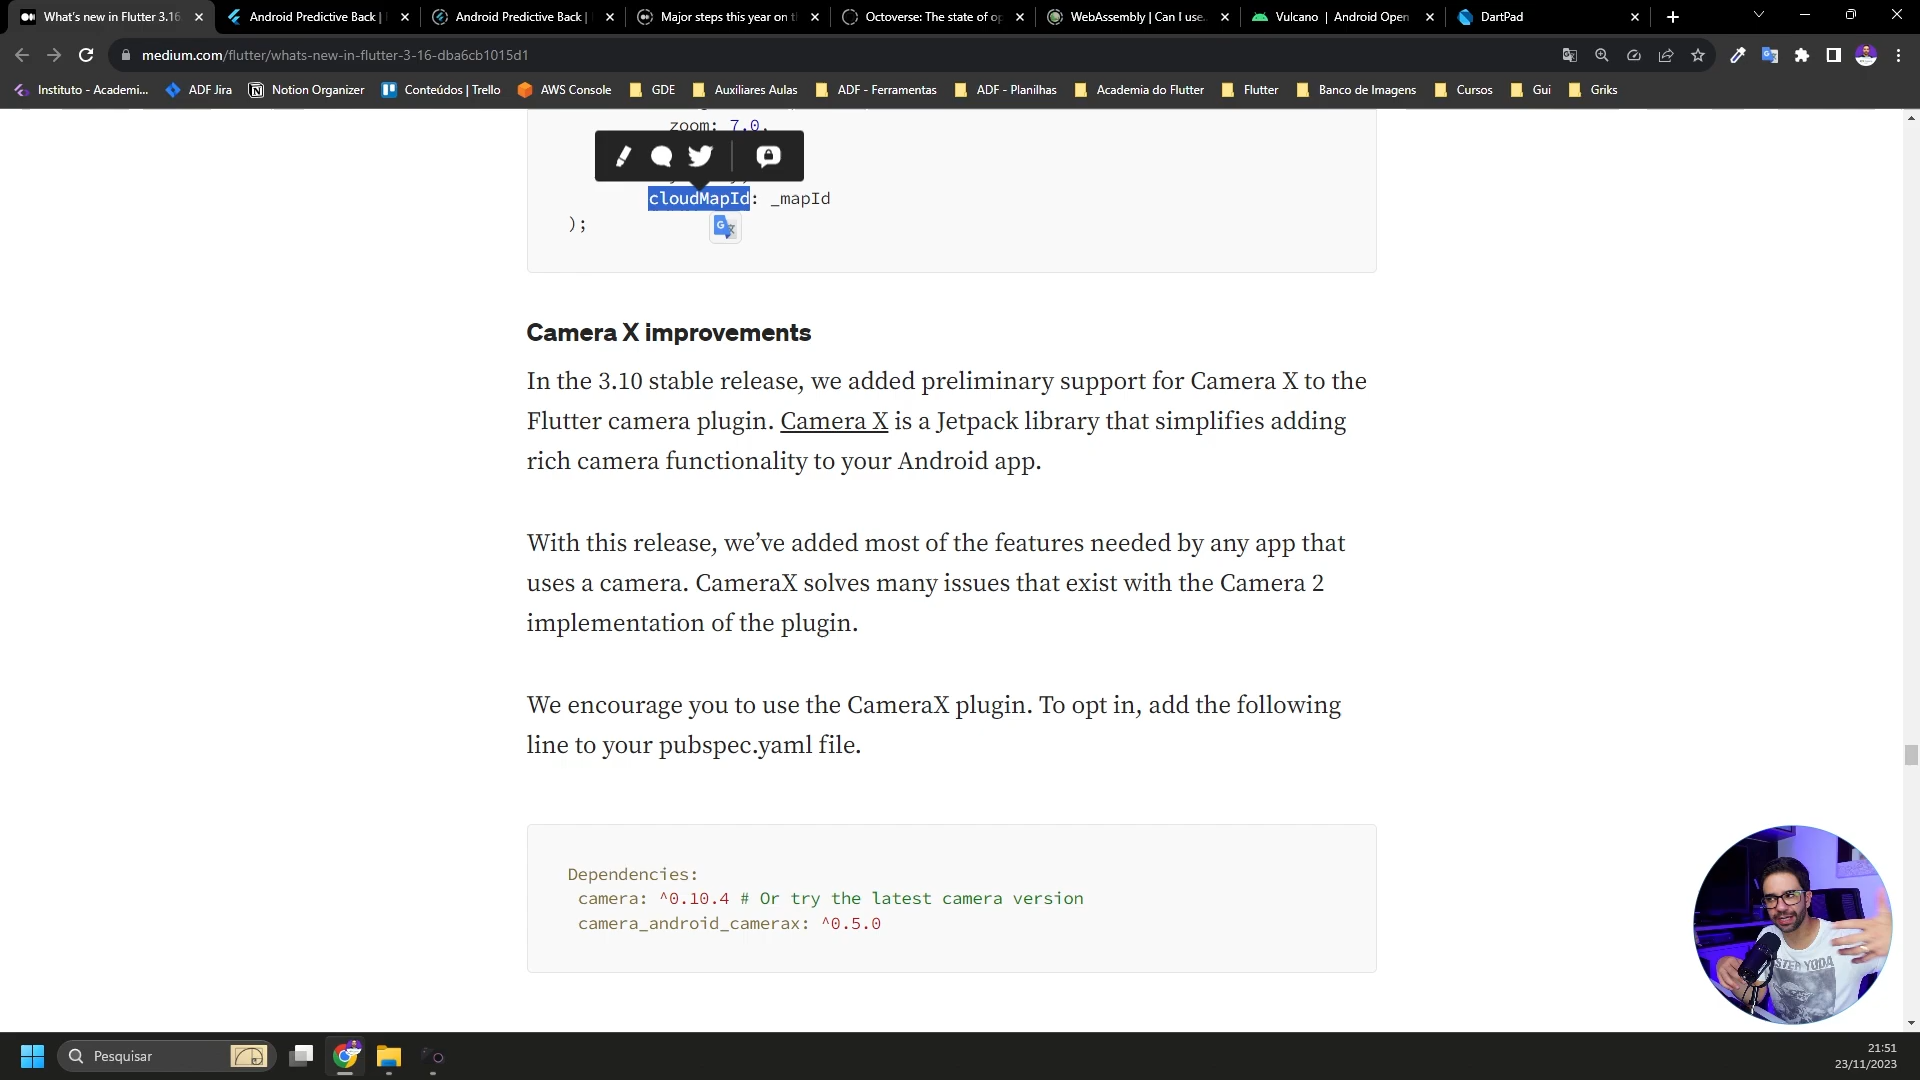 What's new in Flutter 3.16
Android Predictive Back |
Android Predictive Back |
Major steps this year on t
Octoverse: The state of op
WebAssembly | Can I use.
Vulcano | Android Open
DartPad
medium.com/flutter/whats-new-in-flutter-3-16-dba6cb1015d1
Instituto - Academi...
ADF Jira
Notion Organizer
Conteúdos | Trello
AWS Console
GDE
Auxiliares Aulas
ADF - Ferramentas
ADF - Planilhas
Academia do Flutter
Flutter
Banco de Imagens
Cursos
Gui
Griks
zoom: 7.0,
cloudMapId: _mapId
);
Camera X improvements
In the 3.10 stable release, we added preliminary support for Camera X to the
Flutter camera plugin. Camera X is a Jetpack library that simplifies adding
rich camera functionality to your Android app.
With this release, we’ve added most of the features needed by any app that
uses a camera. CameraX solves many issues that exist with the Camera 2
implementation of the plugin.
We encourage you to use the CameraX plugin. To opt in, add the following
line to your pubspec.yaml file.
Dependencies:
camera: ^0.10.4 # Or try the latest camera version
camera_android_camerax: ^0.5.0
STER YODA
Pesquisar
21:51
23/11/2023